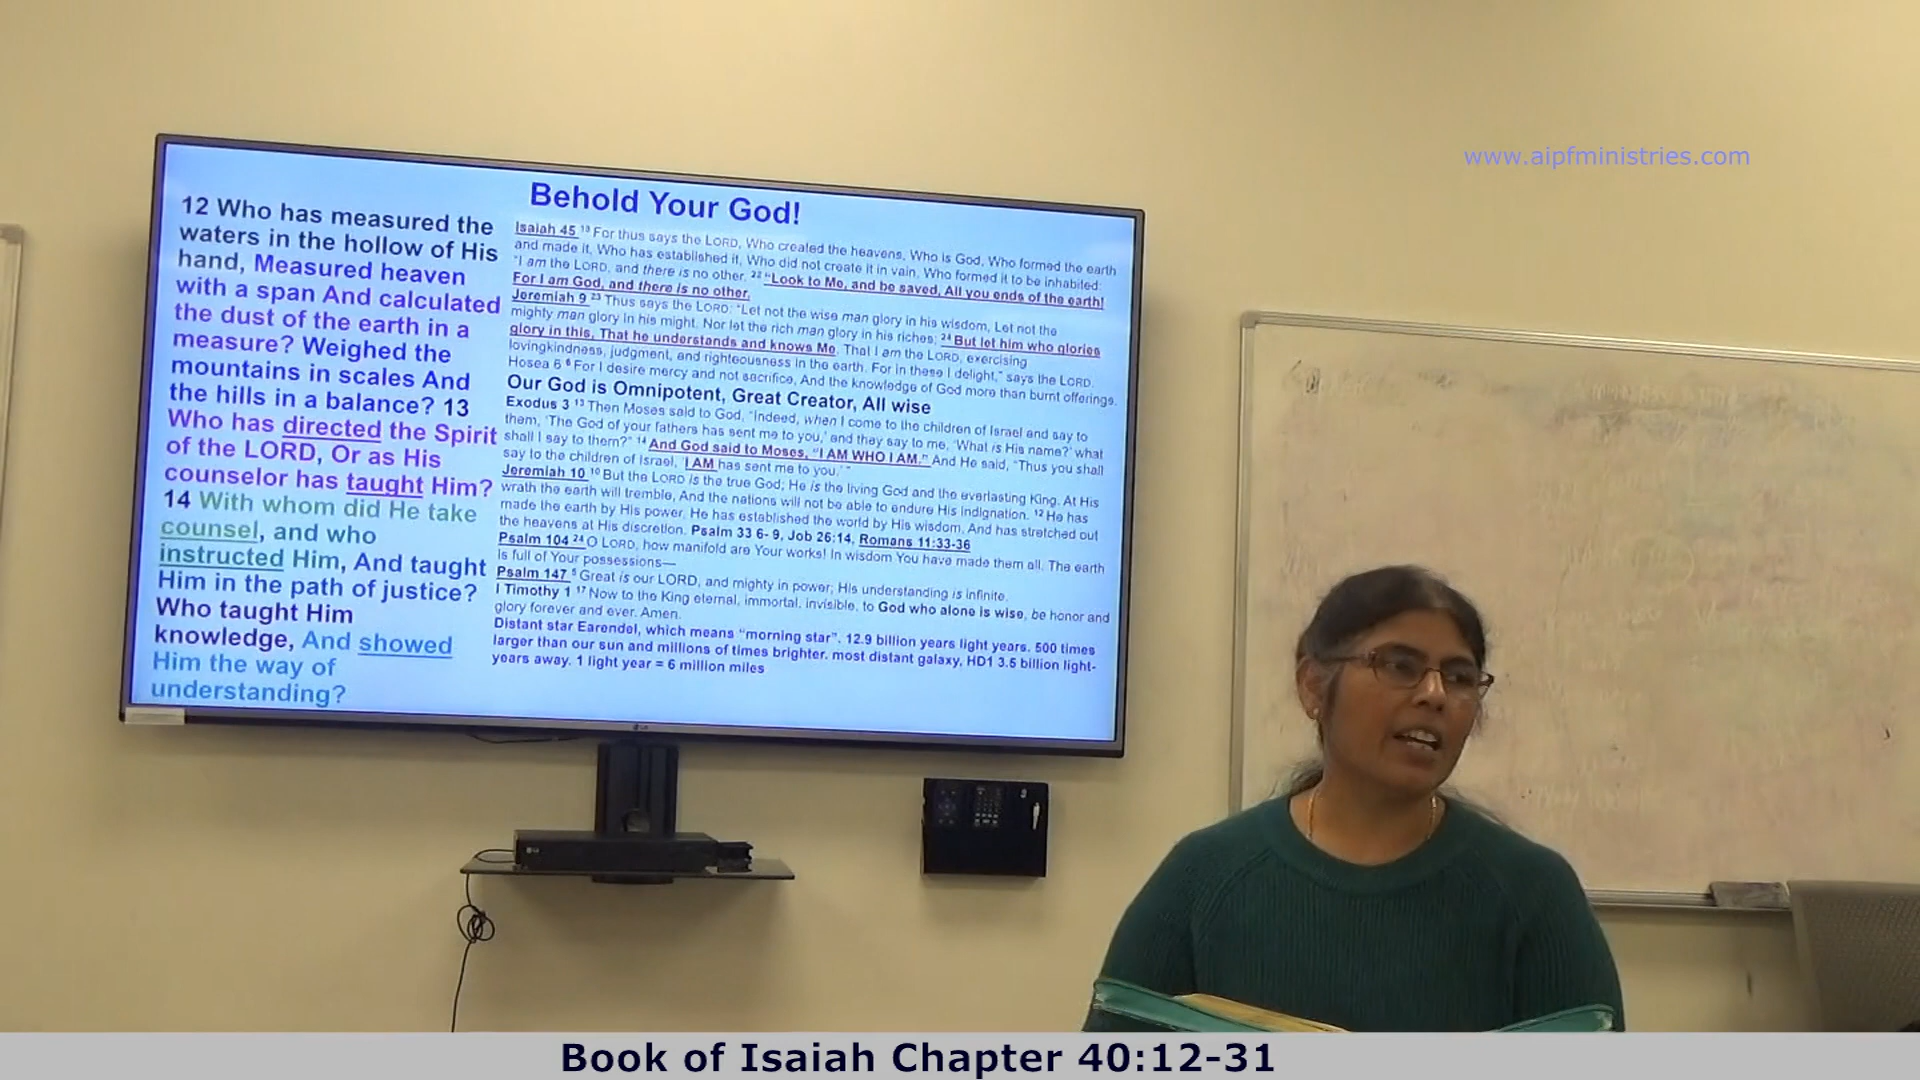 www.aipfministries.com
Behold Your God!
12 Who has measured the
waters in the hollow of His
hand, Measured heaven
with a span And calculated
the dust of the earth in a
measure? Weighed the
mountains in scales And
the hills in a balance? 13
Who has directed the Spirit
of the LORD, Or as His
counselor has taught Him?
14 With whom did He take
counsel, and who
instructed Him, And taught
Him in the path of justice?
Who taught Him
knowledge, And showed
Him the way of
understanding?
Isaiah 45 18 For thus says the LORD, Who created the heavens, Who is God, Who formed the earth
and made it, Who has established it, Who did not create it in vain, Who formed it to be inhabited:
"I am the LORD, and there is no other. 22 "Look to Me, and be saved, All you ends of the earth!
For I am God, and there is no other.
Jeremiah 9 23 Thus says the LORD: "Let not the wise man glory in his wisdom, Let not the
mighty man glory in his might, Nor let the rich man glory in his riches; 24 But let him who glories
glory in this, That he understands and knows Me, That I am the LORD, exercising
lovingkindness, judgment, and righteousness in the earth. For in these I delight," says the LORD.
Hosea 6 6 For I desire mercy and not sacrifice, And the knowledge of God more than burnt offerings.
Our God is Omnipotent, Great Creator, All wise
Exodus 3 13 Then Moses said to God, "Indeed, when I come to the children of Israel and say to
them, 'The God of your fathers has sent me to you,' and they say to me, 'What is His name?' what
shall I say to them?" 14 And God said to Moses, "I AM WHO I AM." And He said, "Thus you shall
say to the children of Israel, 'I AM has sent me to you.' "
Jeremiah 10 10 But the LORD is the true God; He is the living God and the everlasting King. At His
wrath the earth will tremble, And the nations will not be able to endure His indignation. 12 He has
made the earth by His power, He has established the world by His wisdom, And has stretched out
the heavens at His discretion. Psalm 33 6- 9, Job 26:14, Romans 11:33-36
Psalm 104 24 O LORD, how manifold are Your works! In wisdom You have made them all. The earth
is full of Your possessions—
Psalm 147 5 Great is our LORD, and mighty in power; His understanding is infinite.
I Timothy 1 17 Now to the King eternal, immortal, invisible, to God who alone is wise, be honor and
glory forever and ever. Amen.
Distant star Earendel, which means "morning star". 12.9 billion years light years. 500 times
larger than our sun and millions of times brighter. most distant galaxy, HD1 3.5 billion light-
years away. 1 light year = 6 million miles
LG
LG
Book of Isaiah Chapter 40:12-31